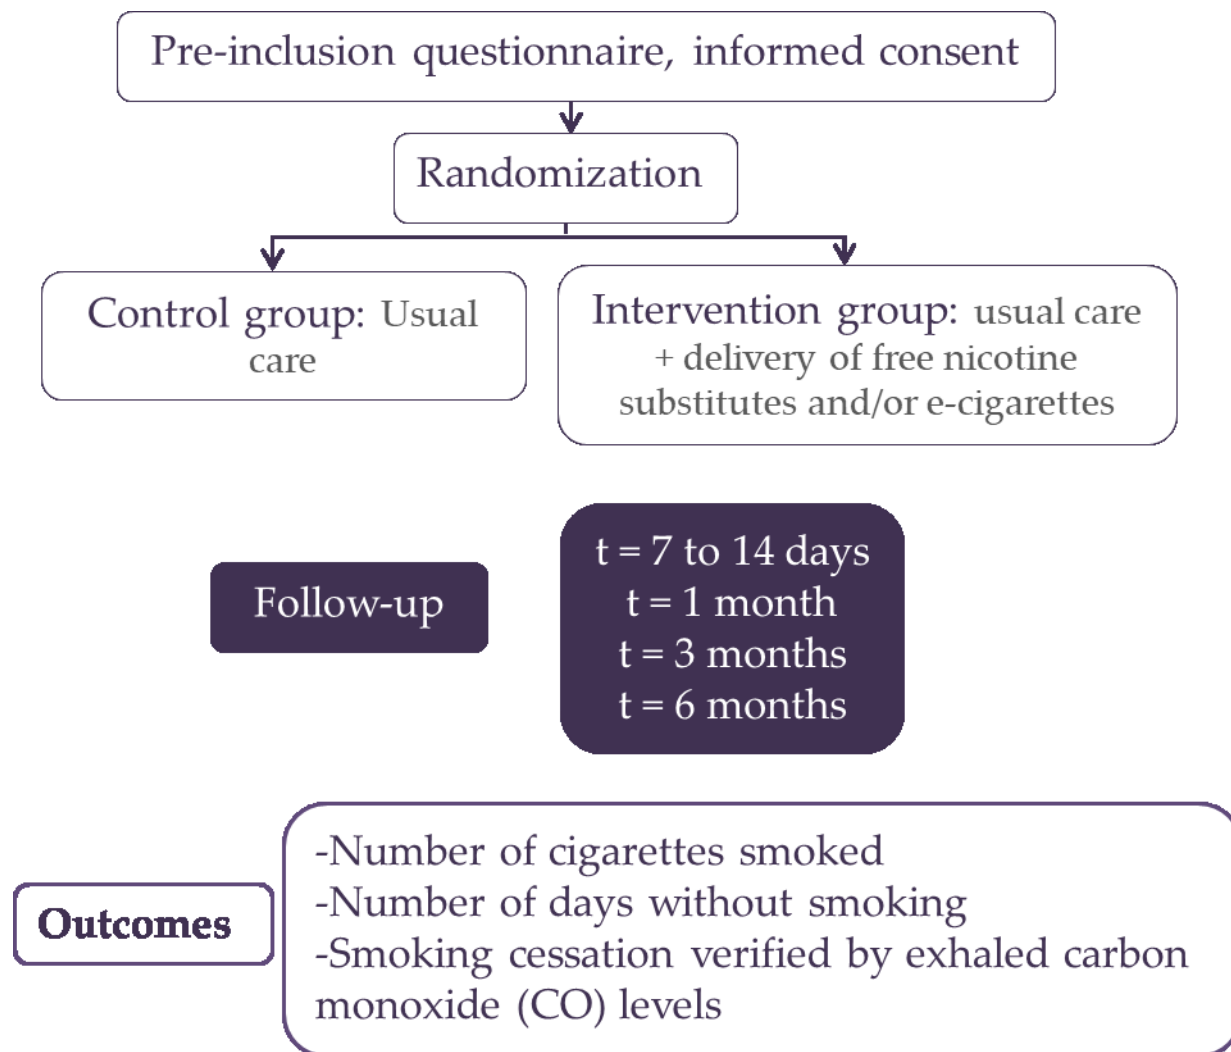 Pre-inclusion questionnaire, informed consent
Randomization
Control group: Usual
care
Intervention group: usual care
+ delivery of free nicotine
substitutes and/or e-cigarettes
Follow-up
t = 7 to 14 days
t = 1 month
t = 3 months
t = 6 months
Outcomes
-Number of cigarettes smoked
-Number of days without smoking
-Smoking cessation verified by exhaled carbon
monoxide (CO) levels